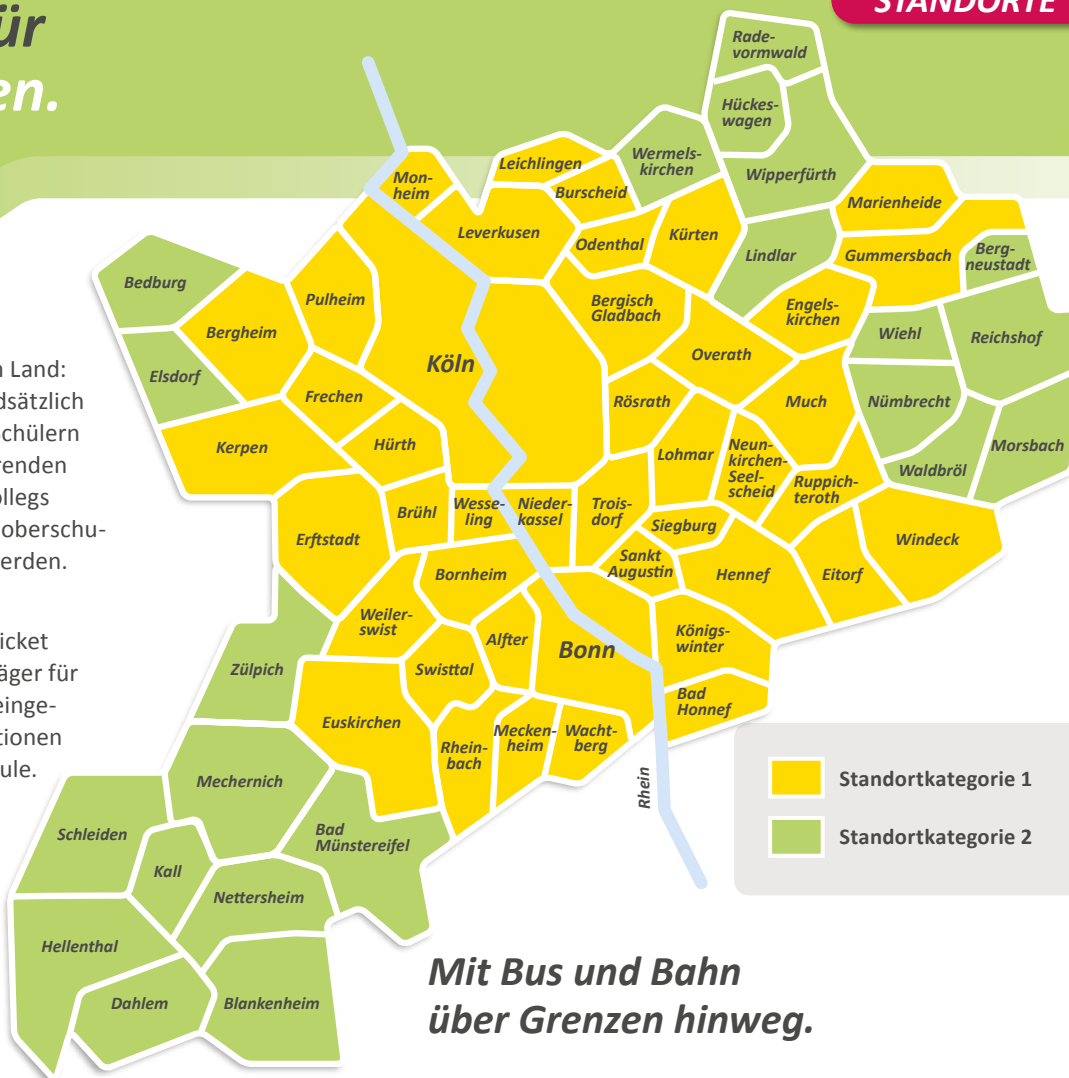 ür
en.
STANDORTE
n Land:
dsätzlich
chülern
renden
ollegs
oberschu-
erden.
icket
äger für
einge-
tionen
ule.
Rade-
vormwald
Hückes-
wagen
Wermels-
kirchen
Wipperfürth
Leichlingen
Mon-
heim
Burscheid
Marienheide
Leverkusen
Odenthal
Kürten
Lindlar
Gummersbach
Berg-
neustadt
Bedburg
Pulheim
Bergisch
Gladbach
Engels-
kirchen
Bergheim
Wiehl
Reichshof
Köln
Overath
Elsdorf
Frechen
Rösrath
Much
Nümbrecht
Kerpen
Hürth
Lohmar
Neun-
kirchen-
Seel-
scheid
Morsbach
Waldbröl
Ruppich-
teroth
Erftstadt
Brühl
Wesse-
ling
Nieder-
kassel
Trois-
dorf
Siegburg
Windeck
Sankt
Augustin
Bornheim
Hennef
Eitorf
Weiler-
swist
Alfter
Bonn
Königs-
winter
Zülpich
Swisttal
Euskirchen
Bad
Honnef
Rhein-
bach
Mecken-
heim
Wacht-
berg
Mechernich
Rhein
Schleiden
Bad
Münstereifel
Kall
Nettersheim
Hellenthal
Dahlem
Blankenheim
Standortkategorie 1
Standortkategorie 2
Mit Bus und Bahn
über Grenzen hinweg.